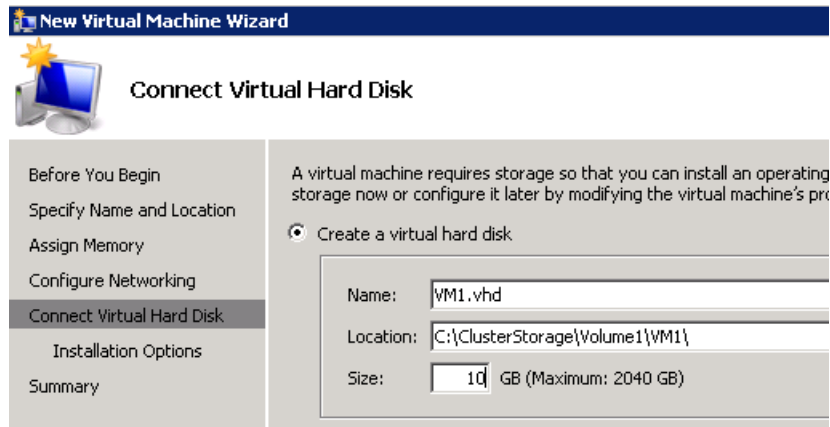 New Virtual Machine Wizard
Connect Virtual Hard Disk
Before You Begin
Specify Name and Location
Assign Memory
Configure Networking
Connect Virtual Hard Disk
Installation Options
Summary
A virtual machine requires storage so that you can install an operating
storage now or configure it later by modifying the virtual machine's pro
Create a virtual hard disk
Name: VM1.vhd
Location: C:\ClusterStorage\Volume1\VM1\
Size: 10 GB (Maximum: 2040 GB)